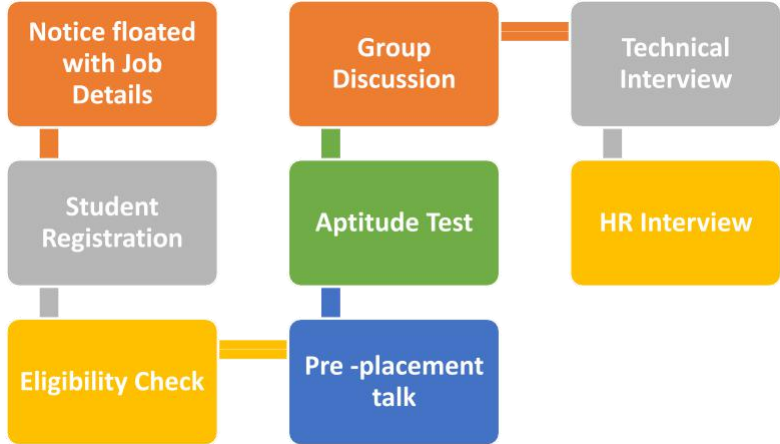 Notice floated
with Job
Details
Student
Registration
Eligibility Check
Pre -placement
talk
Aptitude Test
Group
Discussion
Technical
Interview
HR Interview